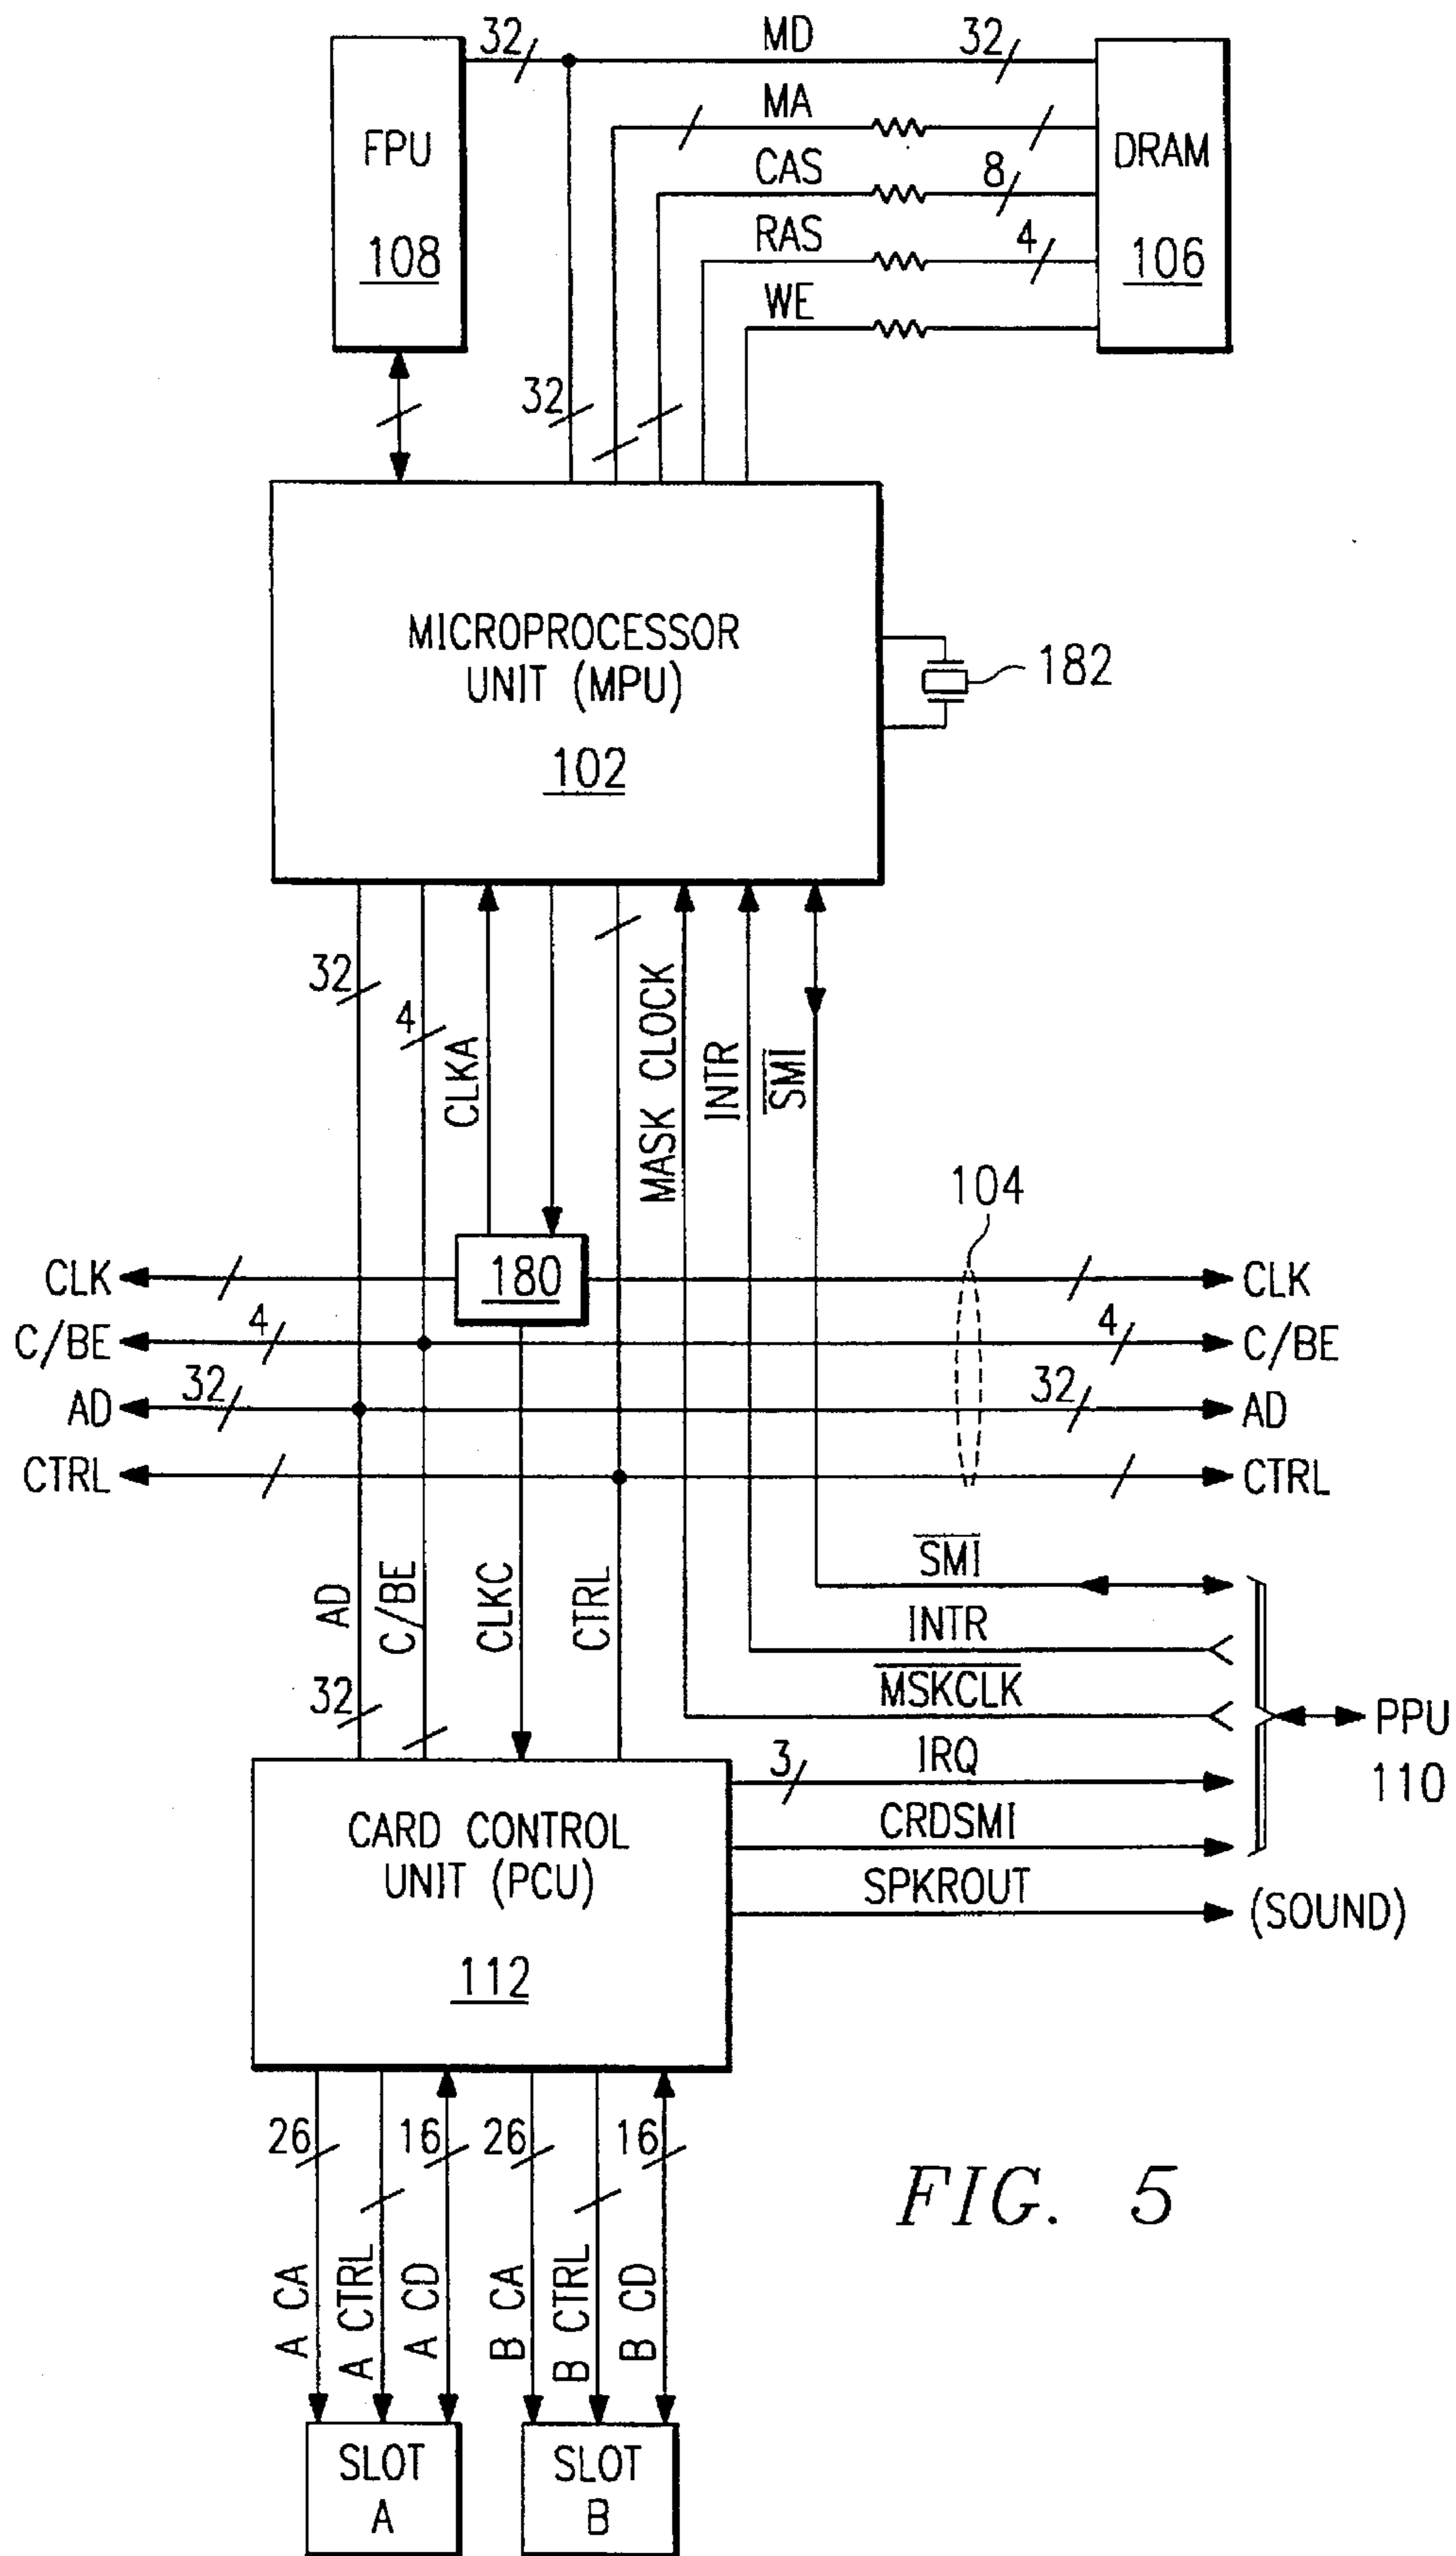 32
MD
32
MA
FPU
DRAM
CAS
8
108
RAS
4
106
WE
32
MICROPROCESSOR
UNIT (MPU)
102
182
32
4
CLKA
MASK CLOCK
INTR
SMI
104
CLK
180
CLK
C/BE
4
4
C/BE
AD
32
32
AD
CTRL
CTRL
AD
C/BE
CLKC
CTRL
SMI
INTR
32
MSKCLK
PPU
110
3
IRQ
CARD CONTROL
UNIT (PCU)
CRDSMI
SPKROUT
(SOUND)
112
26
16
26
16
A CA
A CTRL
A CD
B CA
B CTRL
B CD
FIG. 5
SLOT
A
SLOT
B